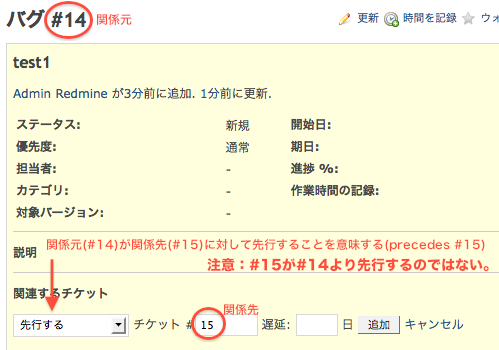 バグ #14 関係元 更新 時間を記録 ウォ
test1
Admin Redmine が3分前に追加. 1分前に更新.
ステータス: 新規 開始日:
優先度: 通常 期日:
担当者: - 進捗 %:
カテゴリ: - 作業時間の記録:
対象バージョン: -
説明 関係元(#14)が関係先(#15)に対して先行することを意味する(precedes #15)
注意：#15が#14より先行するのではない。
関連するチケット
関係先
先行する チケット # 15 遅延: 日 追加 キャンセル